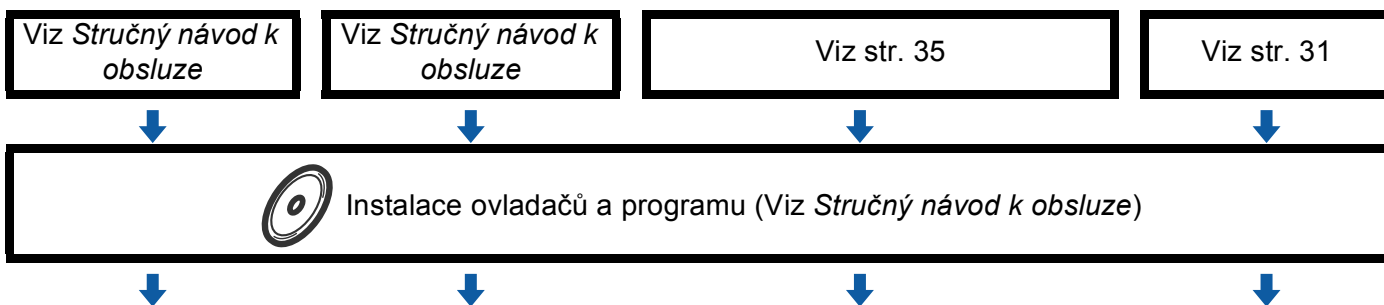 Viz Stručný návod k
obsluze
Viz Stručný návod k
obsluze
Viz str. 35
Viz str. 31
Instalace ovladačů a programu (Viz Stručný návod k obsluze)